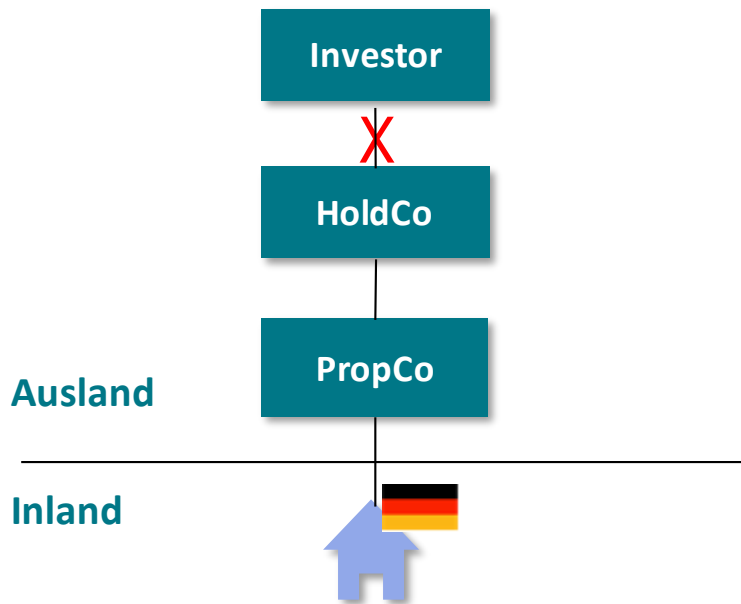 Investor
X
HoldCo
PropCo
Ausland
Inland